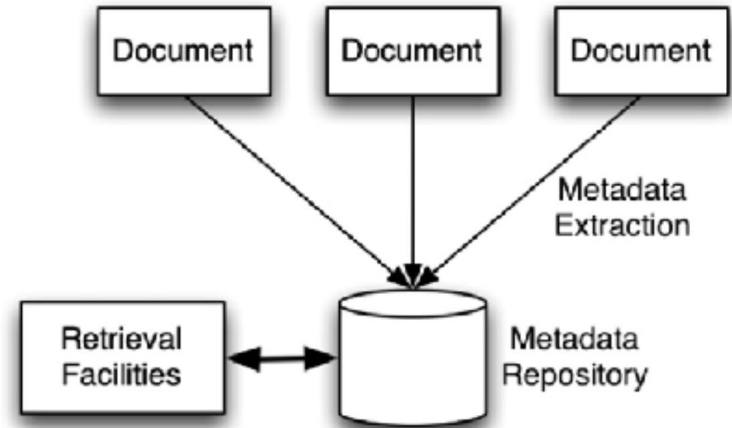 Document
Document
Document
Metadata
Extraction
Retrieval
Facilities
Metadata
Repository